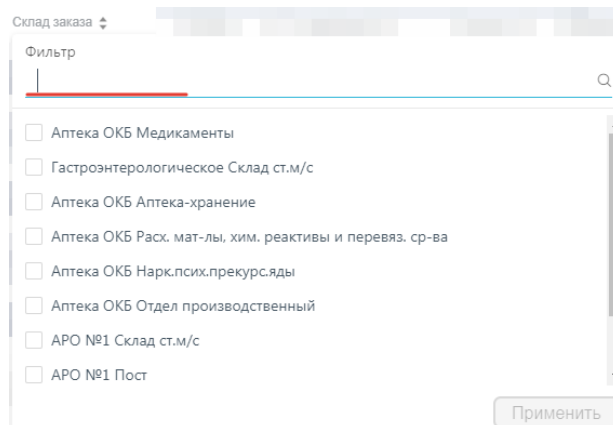 Склад заказа
Фильтр
Аптека ОКБ Медикаменты
Гастроэнтерологическое Склад ст.м/с
Аптека ОКБ Аптека-хранение
Аптека ОКБ Расх. мат-лы, хим. реактивы и перевяз. ср-ва
Аптека ОКБ Нарк.псих.прекурс.яды
Аптека ОКБ Отдел производственный
АРО №1 Склад ст.м/с
АРО №1 Пост
Применить